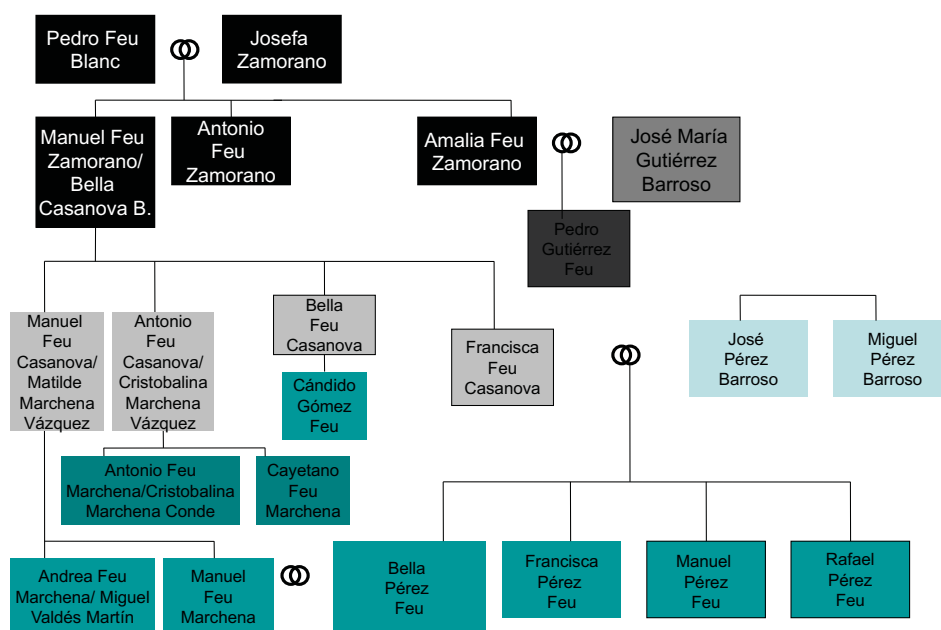 Pedro Feu
Blanc
Josefa
Zamorano
Manuel Feu
Zamorano/
Bella
Casanova B.
Antonio
Feu
Zamorano
Amalia Feu
Zamorano
José María
Gutiérrez
Barroso
Pedro
Gutiérrez
Feu
Manuel
Feu
Casanova/
Matilde
Marchena
Vázquez
Antonio
Feu
Casanova/
Cristobalina
Marchena
Vázquez
Bella
Feu
Casanova
Cándido
Gómez
Feu
Francisca
Feu
Casanova
José
Pérez
Barroso
Miguel
Pérez
Barroso
Antonio Feu
Marchena/Cristobalina
Marchena Conde
Cayetano
Feu
Marchena
Andrea Feu
Marchena/ Miguel
Valdés Martín
Manuel
Feu
Marchena
Bella
Pérez
Feu
Francisca
Pérez
Feu
Manuel
Pérez
Feu
Rafael
Pérez
Feu